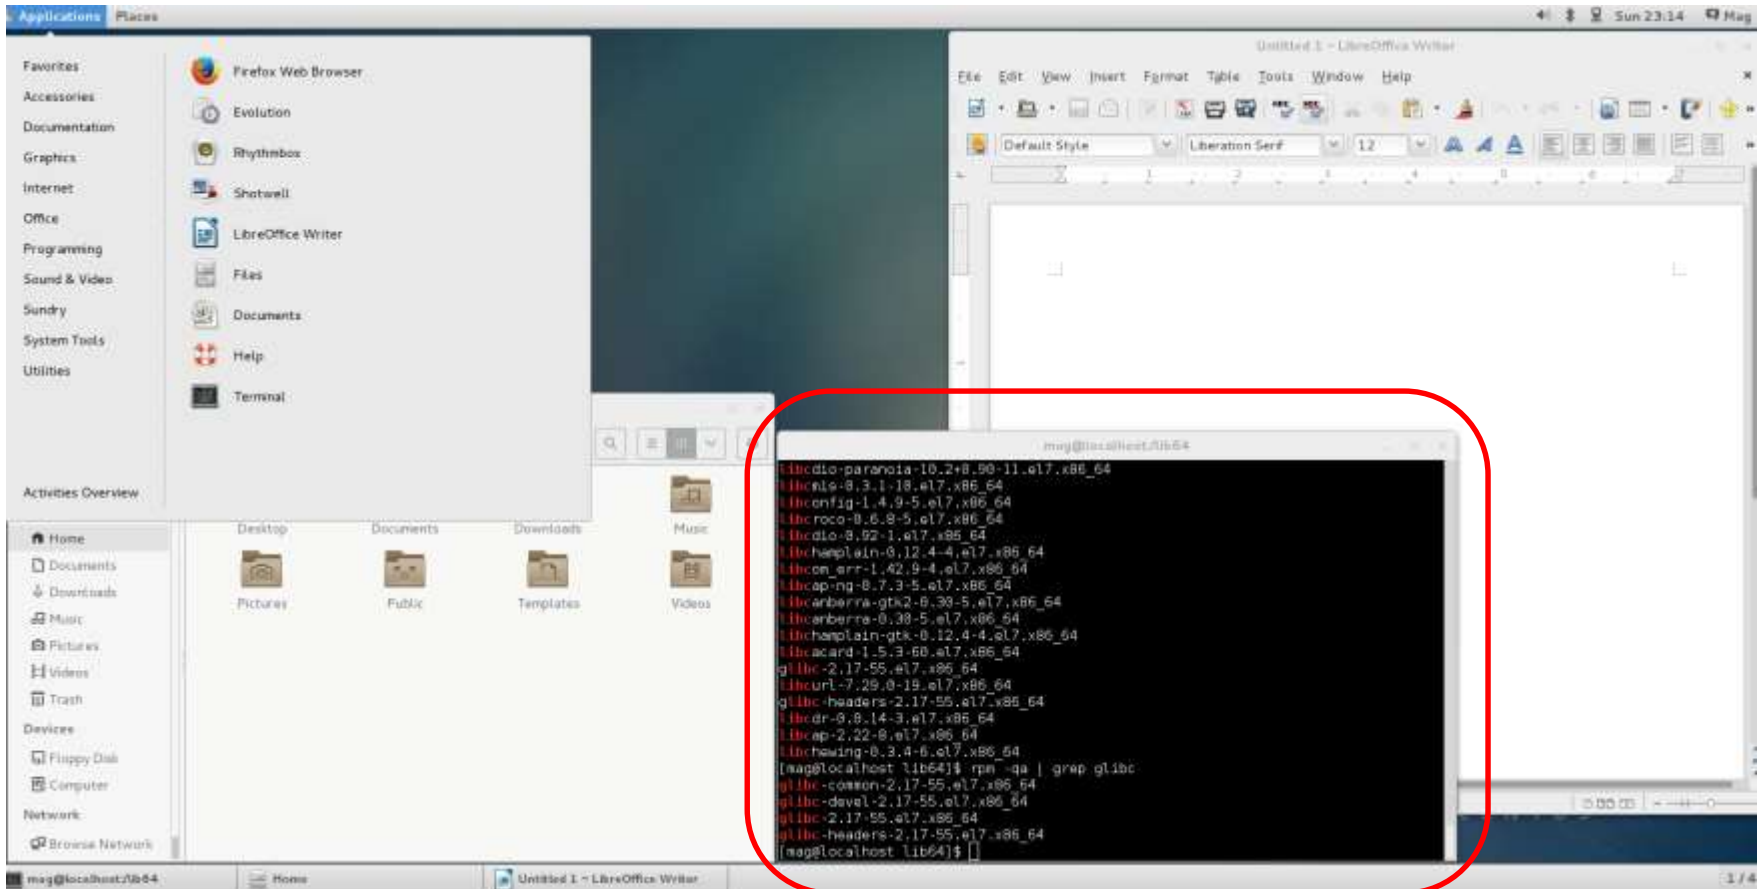 Applications Places
Sun 23:14 Mag
Favorites
Accessories
Documentation
Graphics
Internet
Office
Programming
Sound & Video
Sundry
System Tools
Utilities
Activities Overview
Firefox Web Browser
Evolution
Rhythmbox
Shotwell
LibreOffice Writer
Files
Documents
Help
Terminal
Home
Documents
Downloads
Music
Pictures
Videos
Trash
Devices
Floppy Disk
Computer
Network
Browse Network
Desktop Documents Downloads Music
Pictures Public Templates Videos
Untitled 1 - LibreOffice Writer
File Edit View Insert Format Table Tools Window Help
Default Style Liberation Serif 12
mag@localhost:/lib64
libcdio-paranoia-10.2+0.90-11.el7.x86_64
libcmis-0.3.1-18.el7.x86_64
libconfig-1.4.9-5.el7.x86_64
libcroco-0.6.8-5.el7.x86_64
libcdio-0.92-1.el7.x86_64
libchamplain-0.12.4-4.el7.x86_64
libcom_err-1.42.9-4.el7.x86_64
libcap-ng-0.7.3-5.el7.x86_64
libcanberra-gtk2-0.30-5.el7.x86_64
libcanberra-0.30-5.el7.x86_64
libchamplain-gtk-0.12.4-4.el7.x86_64
libcacard-1.5.3-60.el7.x86_64
glibc-2.17-55.el7.x86_64
libcurl-7.29.0-19.el7.x86_64
glibc-headers-2.17-55.el7.x86_64
libcdr-0.0.14-3.el7.x86_64
libcap-2.22-8.el7.x86_64
libchewing-0.3.4-6.el7.x86_64
[mag@localhost lib64]$ rpm -qa | grep glibc
glibc-common-2.17-55.el7.x86_64
glibc-devel-2.17-55.el7.x86_64
glibc-2.17-55.el7.x86_64
glibc-headers-2.17-55.el7.x86_64
[mag@localhost lib64]$
mag@localhost:/lib64 Home Untitled 1 - LibreOffice Writer 1 / 4